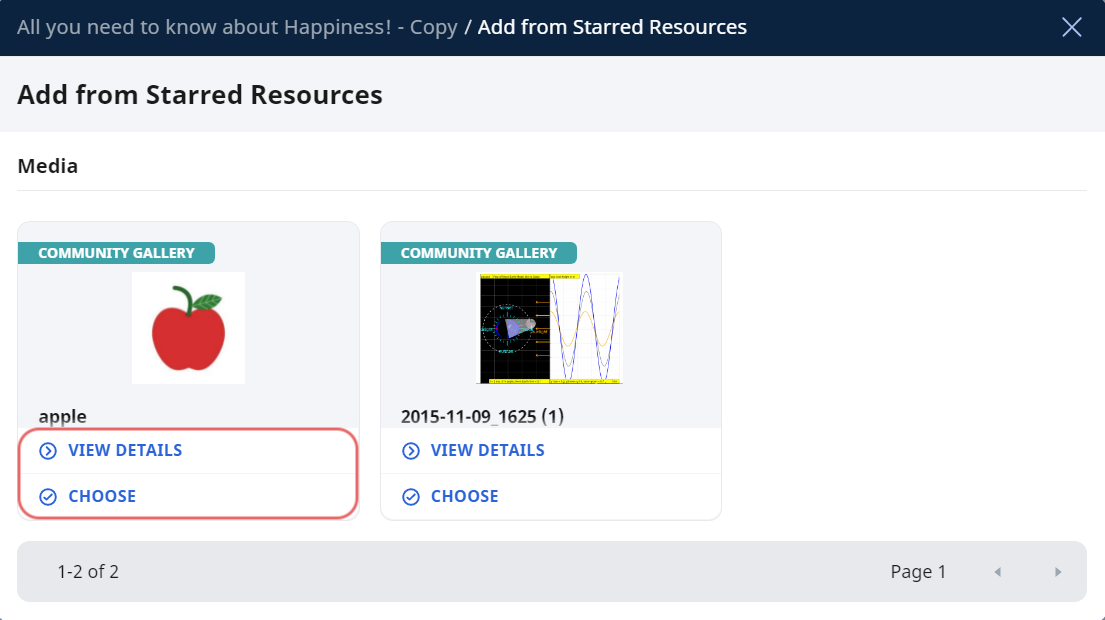 All you need to know about Happiness! - Copy / Add from Starred Resources
Add from Starred Resources
Media
COMMUNITY GALLERY
apple
VIEW DETAILS
CHOOSE
COMMUNITY GALLERY
2015-11-09_1625 (1)
VIEW DETAILS
CHOOSE
1-2 of 2
Page 1